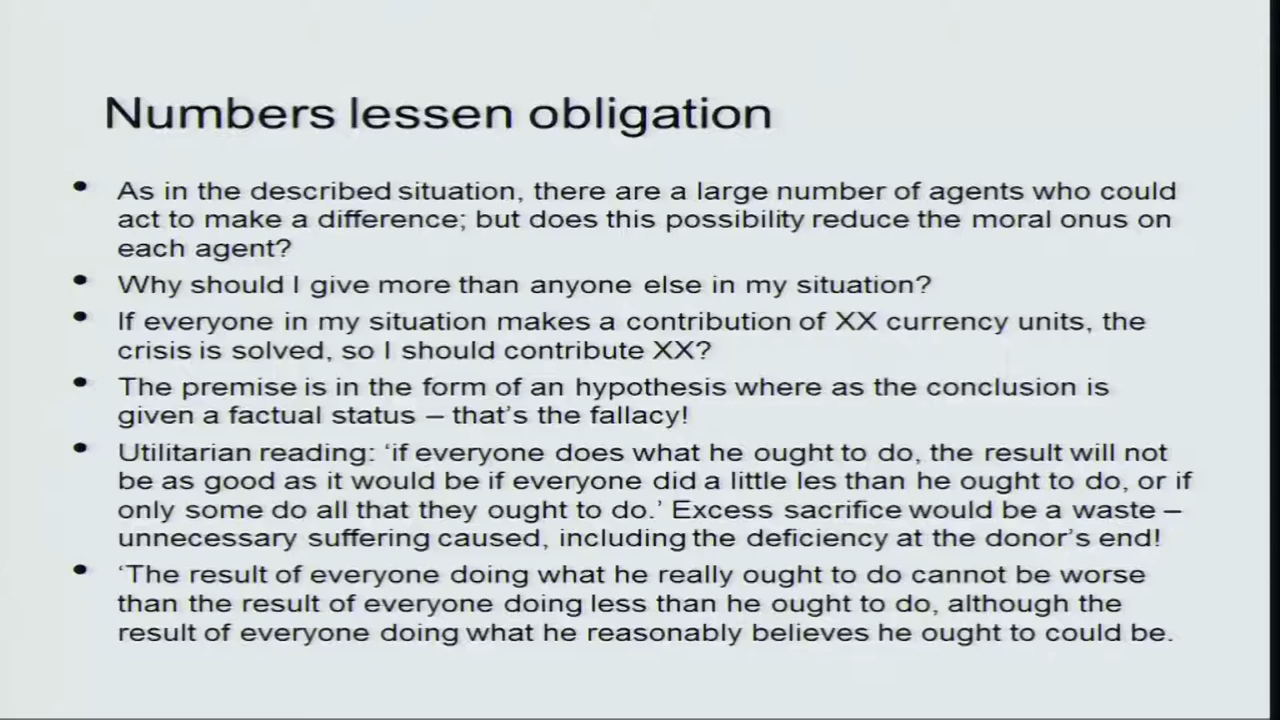 Numbers lessen obligation
• As in the described situation, there are a large number of agents who could
act to make a difference; but does this possibility reduce the moral onus on
each agent?
• Why should I give more than anyone else in my situation?
• If everyone in my situation makes a contribution of XX currency units, the
crisis is solved, so I should contribute XX?
• The premise is in the form of an hypothesis where as the conclusion is
given a factual status – that's the fallacy!
• Utilitarian reading: ‘if everyone does what he ought to do, the result will not
be as good as it would be if everyone did a little les than he ought to do, or if
only some do all that they ought to do.’ Excess sacrifice would be a waste –
unnecessary suffering caused, including the deficiency at the donor’s end!
• ‘The result of everyone doing what he really ought to do cannot be worse
than the result of everyone doing less than he ought to do, although the
result of everyone doing what he reasonably believes he ought to could be.